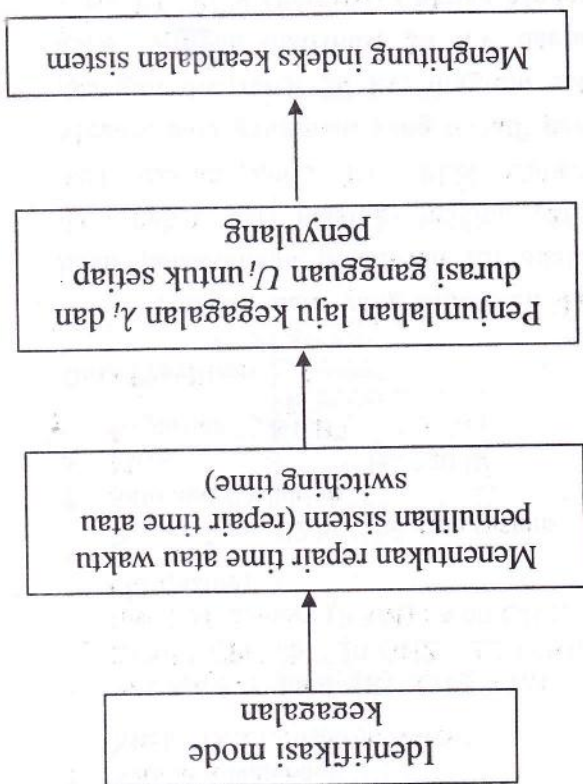 Identifikasi mode
kegagalan
Menentukan repair time atau waktu
pemulihan sistem (repair time atau
switching time)
Penjumlahan laju kegagalan λi dan
durasi gangguan Ui untuk setiap
penyulang
Menghitung indeks keandalan sistem